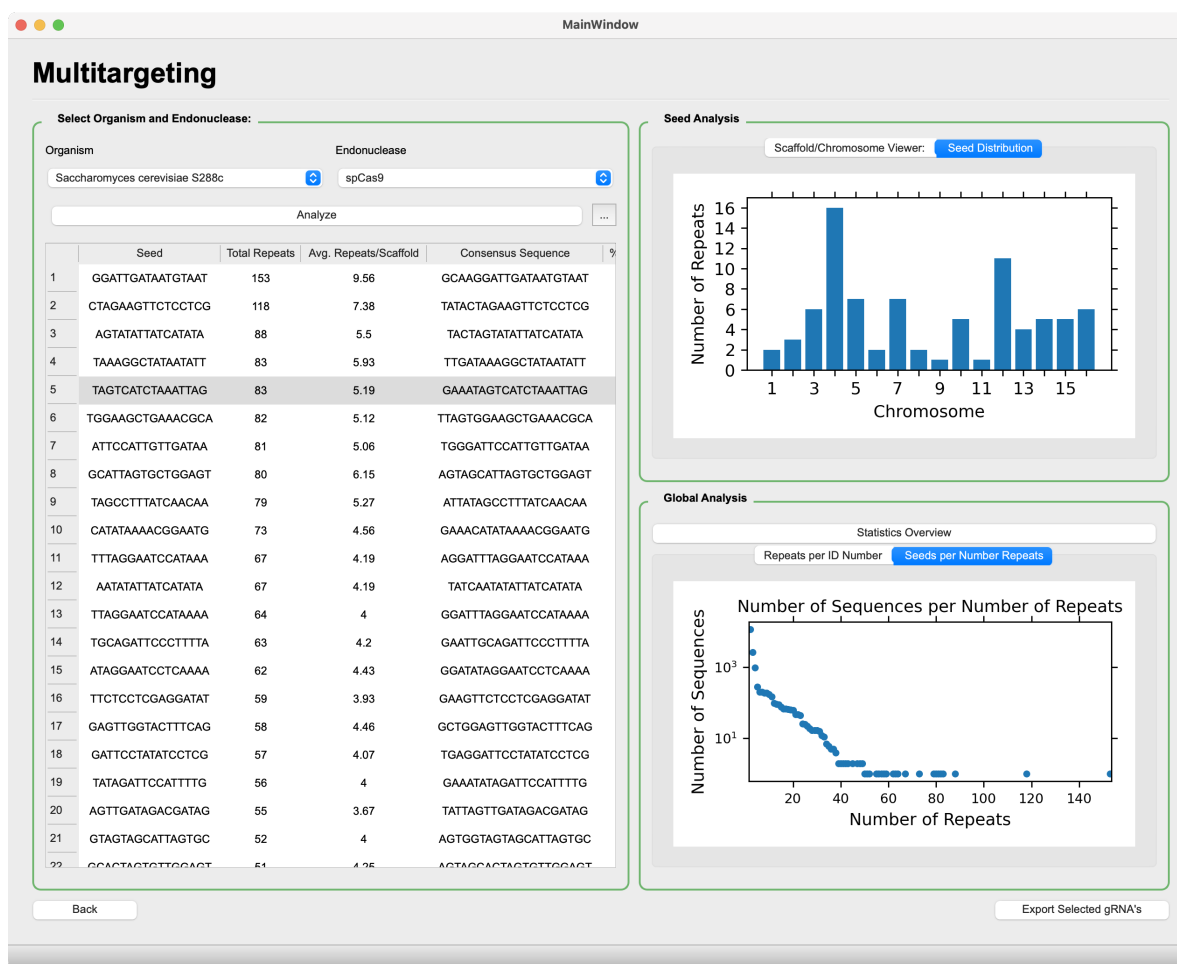 MainWindow
Multitargeting
Select Organism and Endonuclease:
Organism Endonuclease
Saccharomyces cerevisiae S288c spCas9
Analyze ...
Seed Total Repeats Avg. Repeats/Scaffold Consensus Sequence %
1 GGATTGATAATGTAAT 153 9.56 GCAAGGATTGATAATGTAAT
2 CTAGAAGTTCTCCTCG 118 7.38 TATACTAGAAGTTCTCCTCG
3 AGTATATTATCATATA 88 5.5 TACTAGTATATTATCATATA
4 TAAAGGCTATAATATT 83 5.93 TTGATAAAGGCTATAATATT
5 TAGTCATCTAAATTAG 83 5.19 GAAATAGTCATCTAAATTAG
6 TGGAAGCTGAAACGCA 82 5.12 TTAGTGGAAGCTGAAACGCA
7 ATTCCATTGTTGATAA 81 5.06 TGGGATTCCATTGTTGATAA
8 GCATTAGTGCTGGAGT 80 6.15 AGTAGCATTAGTGCTGGAGT
9 TAGCCTTTATCAACAA 79 5.27 ATTATAGCCTTTATCAACAA
10 CATATAAAACGGAATG 73 4.56 GAAACATATAAAACGGAATG
11 TTTAGGAATCCATAAA 67 4.19 AGGATTTAGGAATCCATAAA
12 AATATATTATCATATA 67 4.19 TATCAATATATTATCATATA
13 TTAGGAATCCATAAAA 64 4 GGATTTAGGAATCCATAAAA
14 TGCAGATTCCCTTTTA 63 4.2 GAATTGCAGATTCCCTTTTA
15 ATAGGAATCCTCAAAA 62 4.43 GGATATAGGAATCCTCAAAA
16 TTCTCCTCGAGGATAT 59 3.93 GAAGTTCTCCTCGAGGATAT
17 GAGTTGGTACTTTCAG 58 4.46 GCTGGAGTTGGTACTTTCAG
18 GATTCCTATATCCTCG 57 4.07 TGAGGATTCCTATATCCTCG
19 TATAGATTCCATTTTG 56 4 GAAATATAGATTCCATTTTG
20 AGTTGATAGACGATAG 55 3.67 TATTAGTTGATAGACGATAG
21 GTAGTAGCATTAGTGC 52 4 AGTGGTAGTAGCATTAGTGC
22 GCACTAGTGTTGGAGT 51 4.25 AGTAGCACTAGTGTTGGAGT
Back
Seed Analysis
Scaffold/Chromosome Viewer: Seed Distribution
Number of Repeats
16
14
12
10
8
6
4
2
0
1 3 5 7 9 11 13 15
Chromosome
Global Analysis
Statistics Overview
Repeats per ID Number Seeds per Number Repeats
Number of Sequences per Number of Repeats
Number of Sequences
10³
10¹
20 40 60 80 100 120 140
Number of Repeats
Export Selected gRNA's